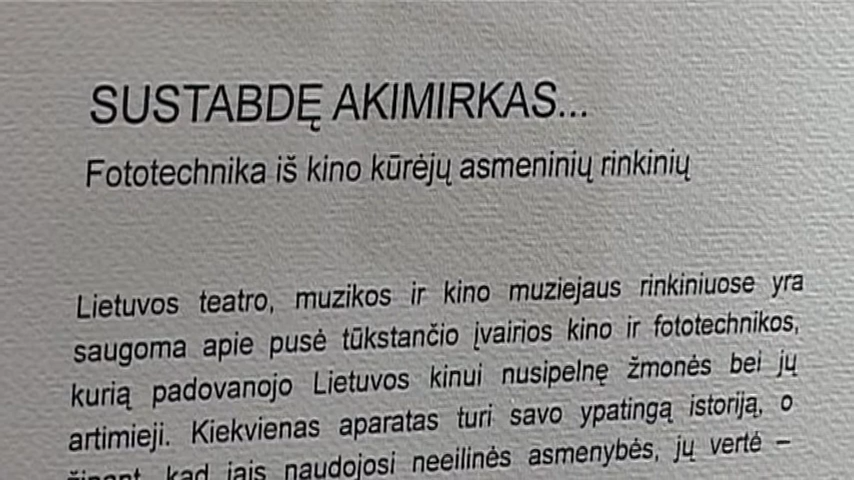 SUSTABDĘ AKIMIRKAS...
Fototechnika iš kino kūrėjų asmeninių rinkinių
Lietuvos teatro, muzikos ir kino muziejaus rinkiniuose yra
saugoma apie pusė tūkstančio įvairios kino ir fototechnikos,
kurią padovanojo Lietuvos kinui nusipelnę žmonės bei jų
artimieji. Kiekvienas aparatas turi savo ypatingą istoriją, o
žinant, kad jais naudojosi neeilinės asmenybės, jų vertė –